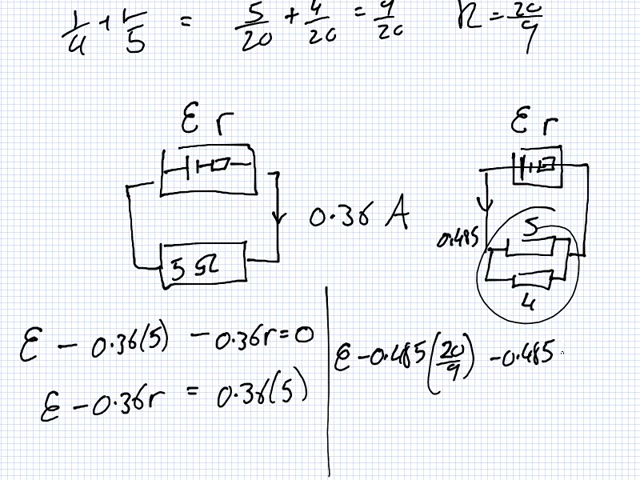 1/4 + 1/5 = 5/20 + 4/20 = 9/20 R = 20/9
ε r
ε r
0.36 A
5 Ω
0.485
5
4
ε - 0.36(5) - 0.36r = 0
ε - 0.36r = 0.36(5)
ε - 0.485(20/9) - 0.485